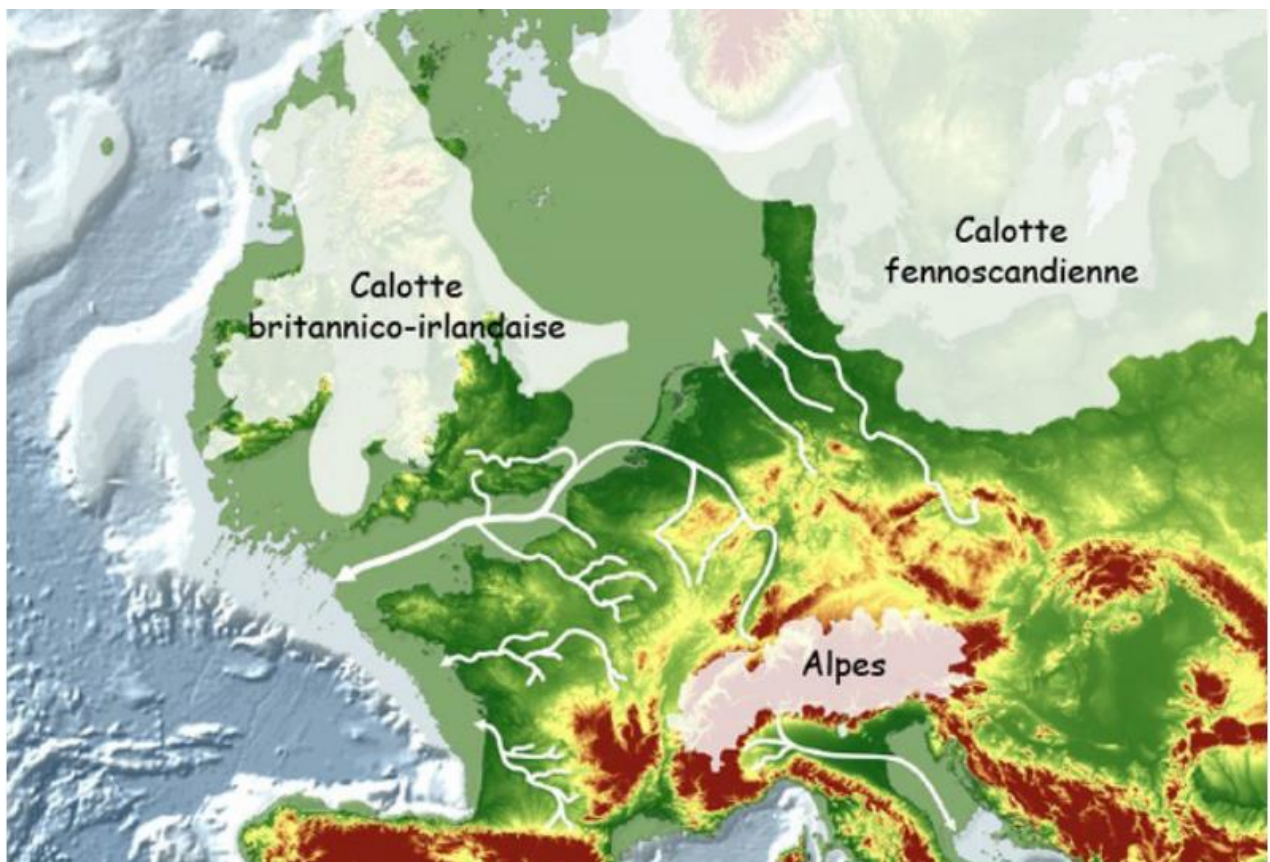 Calotte
britannico-irlandaise
Calotte
fennoscandienne
Alpes